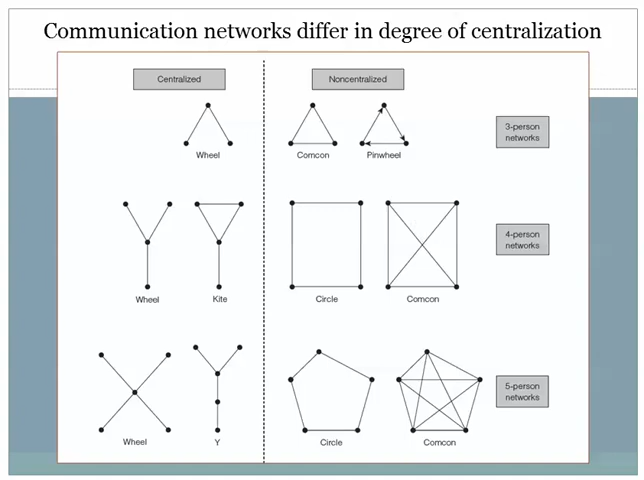 Communication networks differ in degree of centralization
Centralized
Noncentralized
Wheel
Comcon
Pinwheel
3-person
networks
Wheel
Kite
Circle
Comcon
4-person
networks
Wheel
Y
Circle
Comcon
5-person
networks